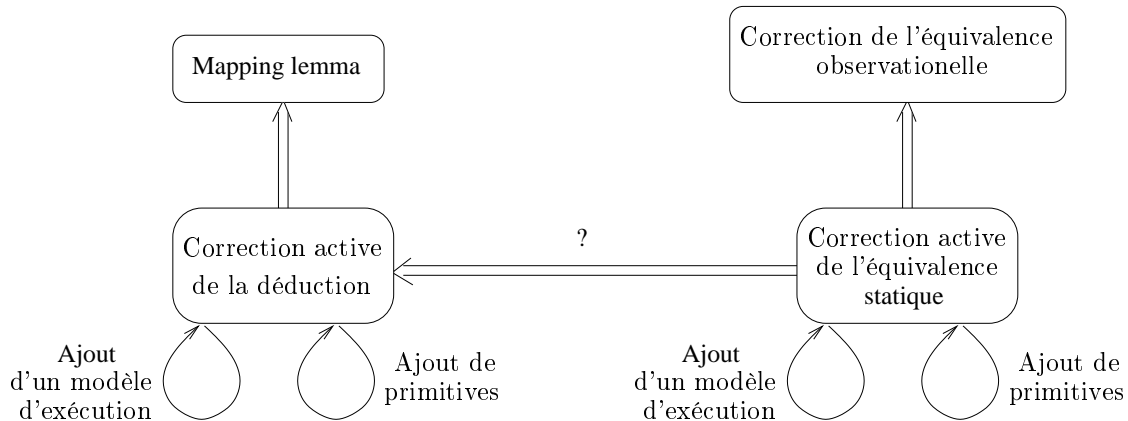 Mapping lemma
Correction de l'équivalence
observationelle
Correction active
de la déduction
?
Correction active
de l'équivalence
statique
Ajout
d'un modèle
d'exécution
Ajout de
primitives
Ajout
d'un modèle
d'exécution
Ajout de
primitives